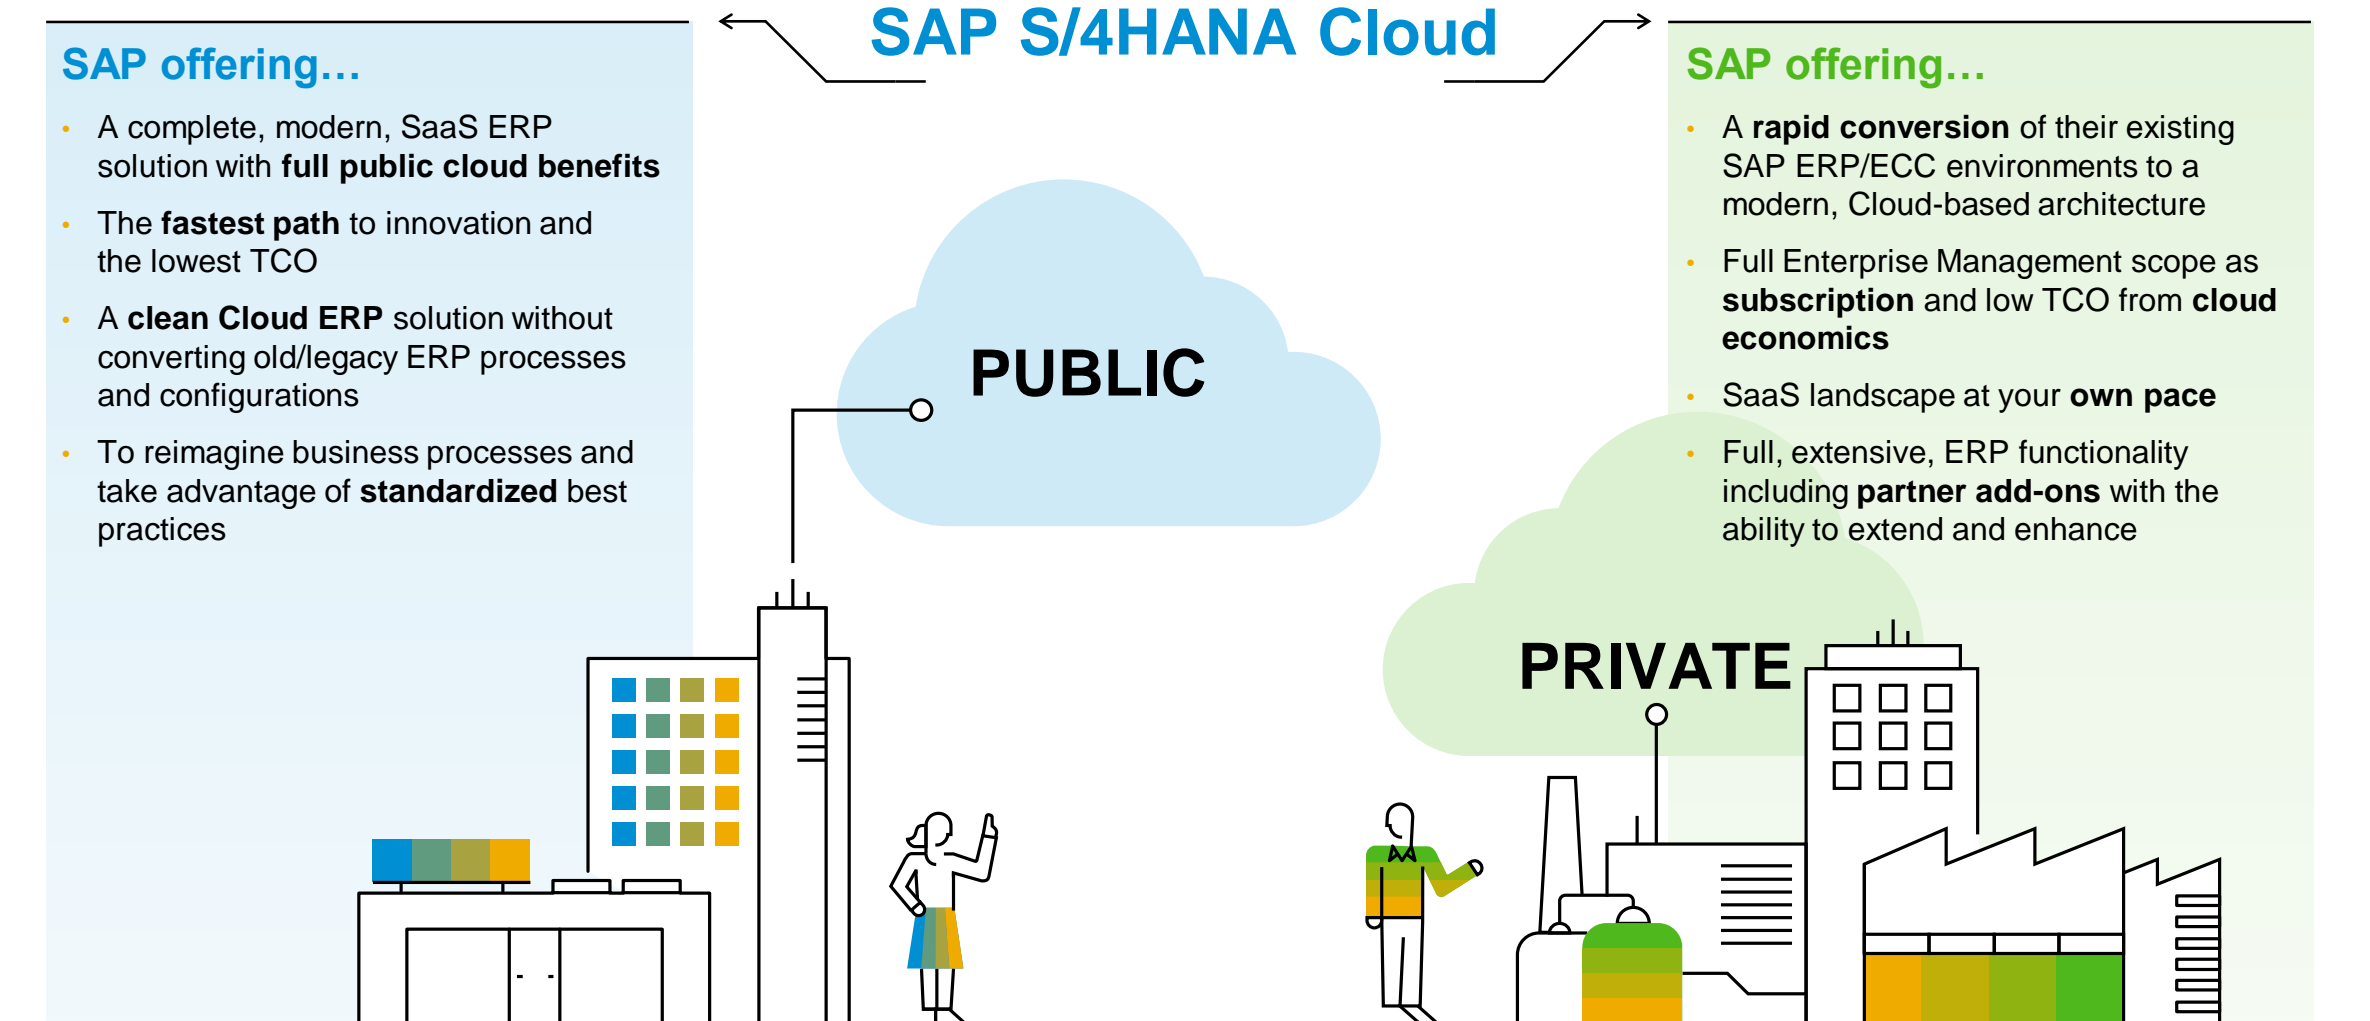 SAP S/4HANA Cloud
SAP offering…
• A complete, modern, SaaS ERP
solution with full public cloud benefits
• The fastest path to innovation and
the lowest TCO
• A clean Cloud ERP solution without
converting old/legacy ERP processes
and configurations
• To reimagine business processes and
take advantage of standardized best
practices
PUBLIC
SAP offering…
• A rapid conversion of their existing
SAP ERP/ECC environments to a
modern, Cloud-based architecture
• Full Enterprise Management scope as
subscription and low TCO from cloud
economics
• SaaS landscape at your own pace
• Full, extensive, ERP functionality
including partner add-ons with the
ability to extend and enhance
PRIVATE